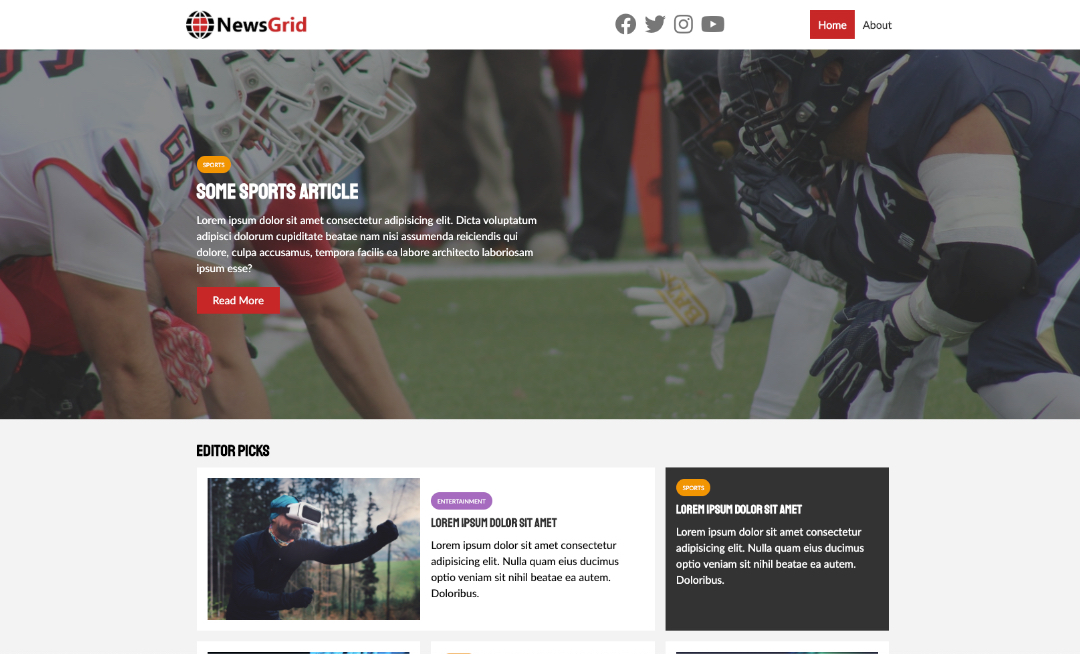 NewsGrid
Home
About
SPORTS
SOME SPORTS ARTICLE
Lorem ipsum dolor sit amet consectetur adipisicing elit. Dicta voluptatum
adipisci dolorum cupiditate beatae nam nisi assumenda reiciendis qui
dolore, culpa accusamus, tempora facilis ea labore architecto laboriosam
ipsum esse?
Read More
EDITOR PICKS
ENTERTAINMENT
LOREM IPSUM DOLOR SIT AMET
Lorem ipsum dolor sit amet consectetur
adipisicing elit. Nulla quam eius ducimus
optio veniam sit nihil beatae ea autem.
Doloribus.
SPORTS
LOREM IPSUM DOLOR SIT AMET
Lorem ipsum dolor sit amet consectetur
adipisicing elit. Nulla quam eius ducimus
optio veniam sit nihil beatae ea autem.
Doloribus.